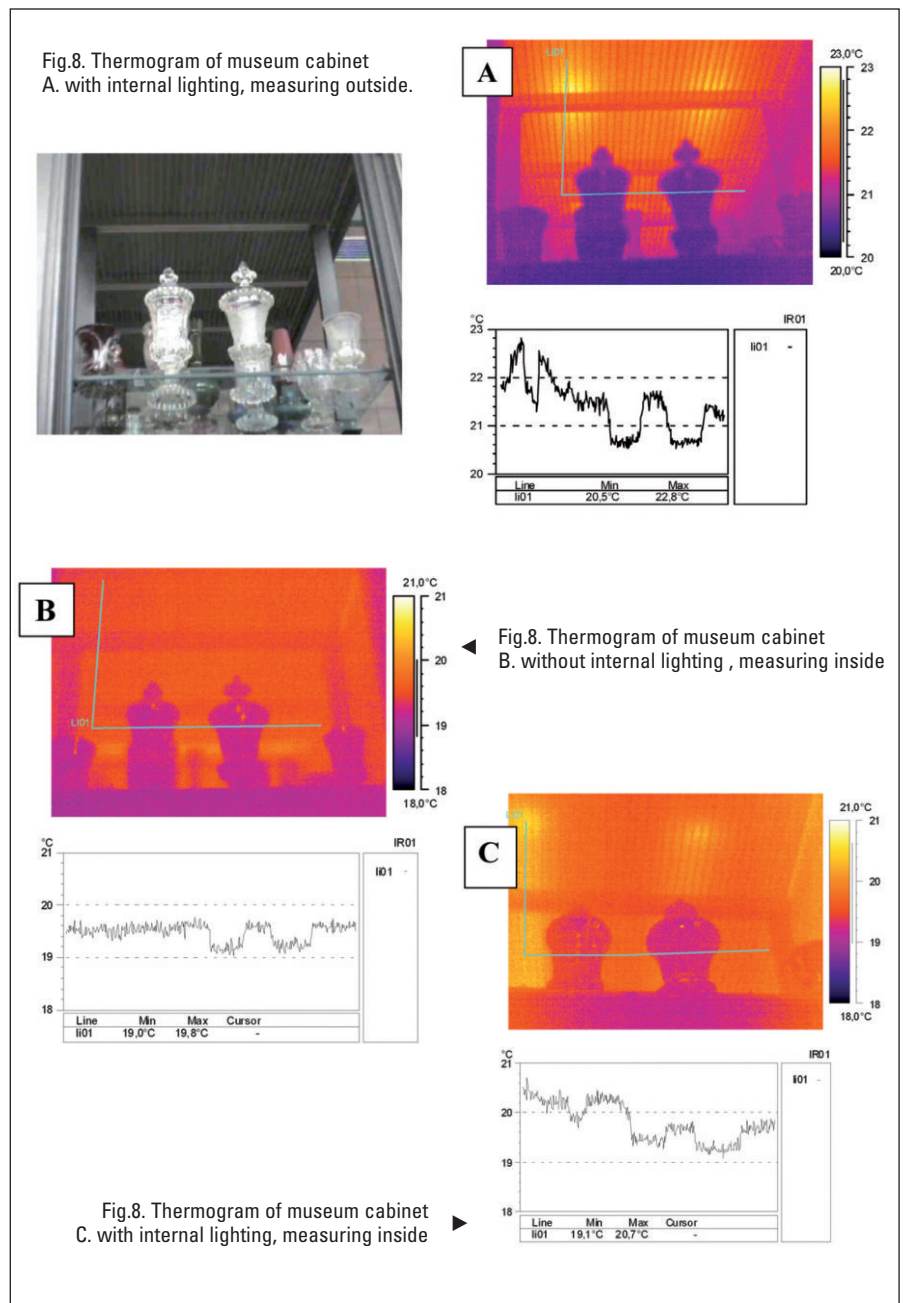 Fig.8. Thermogram of museum cabinet
A. with internal lighting, measuring outside.
A
LI01
23,0°C
23
22
21
20
20,0°C
°C
23
22
21
20
IR01
li01 -
Line Min Max
li01 20,5°C 22,8°C
B
LI01
21,0°C
21
20
19
18
18,0°C
◄ Fig.8. Thermogram of museum cabinet
B. without internal lighting , measuring inside
°C
21
20
19
18
IR01
li01 -
Line Min Max Cursor
li01 19,0°C 19,8°C -
C
LI01
21,0°C
21
20
19
18
18,0°C
°C
21
20
19
18
IR01
li01 -
Line Min Max Cursor
li01 19,1°C 20,7°C -
Fig.8. Thermogram of museum cabinet ►
C. with internal lighting, measuring inside